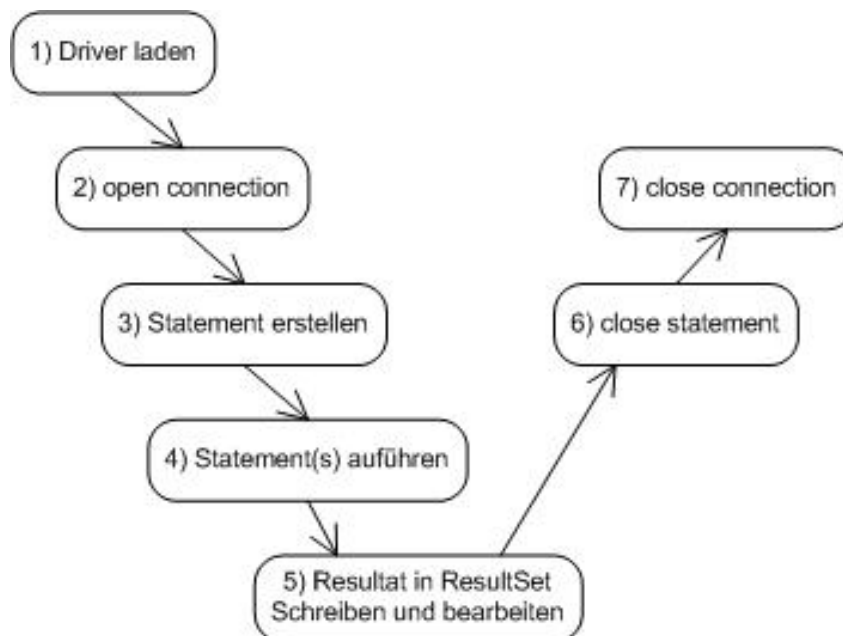 1) Driver laden
2) open connection
3) Statement erstellen
4) Statement(s) auführen
5) Resultat in ResultSet
Schreiben und bearbeiten
6) close statement
7) close connection